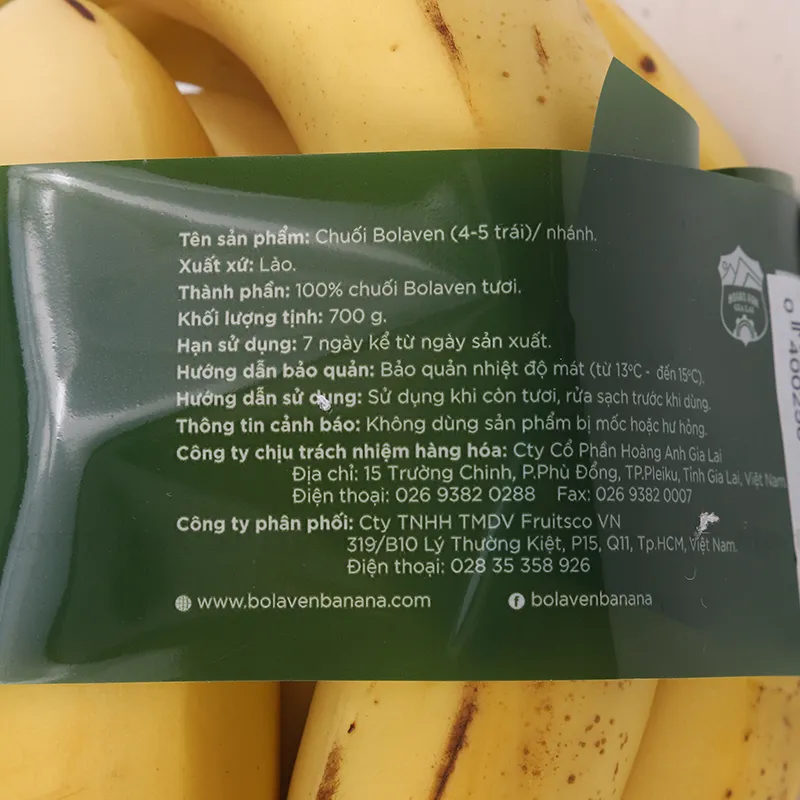 Tên sản phẩm: Chuối Bolaven (4-5 trái)/ nhánh.
Xuất xứ: Lào.
Thành phần: 100% chuối Bolaven tươi.
Khối lượng tịnh: 700 g.
Hạn sử dụng: 7 ngày kể từ ngày sản xuất.
Hướng dẫn bảo quản: Bảo quản nhiệt độ mát (từ 13ºC - đến 15ºC).
Hướng dẫn sử dụng: Sử dụng khi còn tươi, rửa sạch trước khi dùng.
Thông tin cảnh báo: Không dùng sản phẩm bị mốc hoặc hư hỏng.
Công ty chịu trách nhiệm hàng hóa: Cty Cổ Phần Hoàng Anh Gia Lai
Địa chỉ: 15 Trường Chinh, P.Phù Đổng, TP.Pleiku, Tỉnh Gia Lai, Việt Nam
Điện thoại: 026 9382 0288 Fax: 026 9382 0007
Công ty phân phối: Cty TNHH TMDV Fruitsco VN
319/B10 Lý Thường Kiệt, P15, Q11, Tp.HCM, Việt Nam.
Điện thoại: 028 35 358 926
www.bolavenbanana.com bolavenbanana
HOANG ANH
GIA LAI